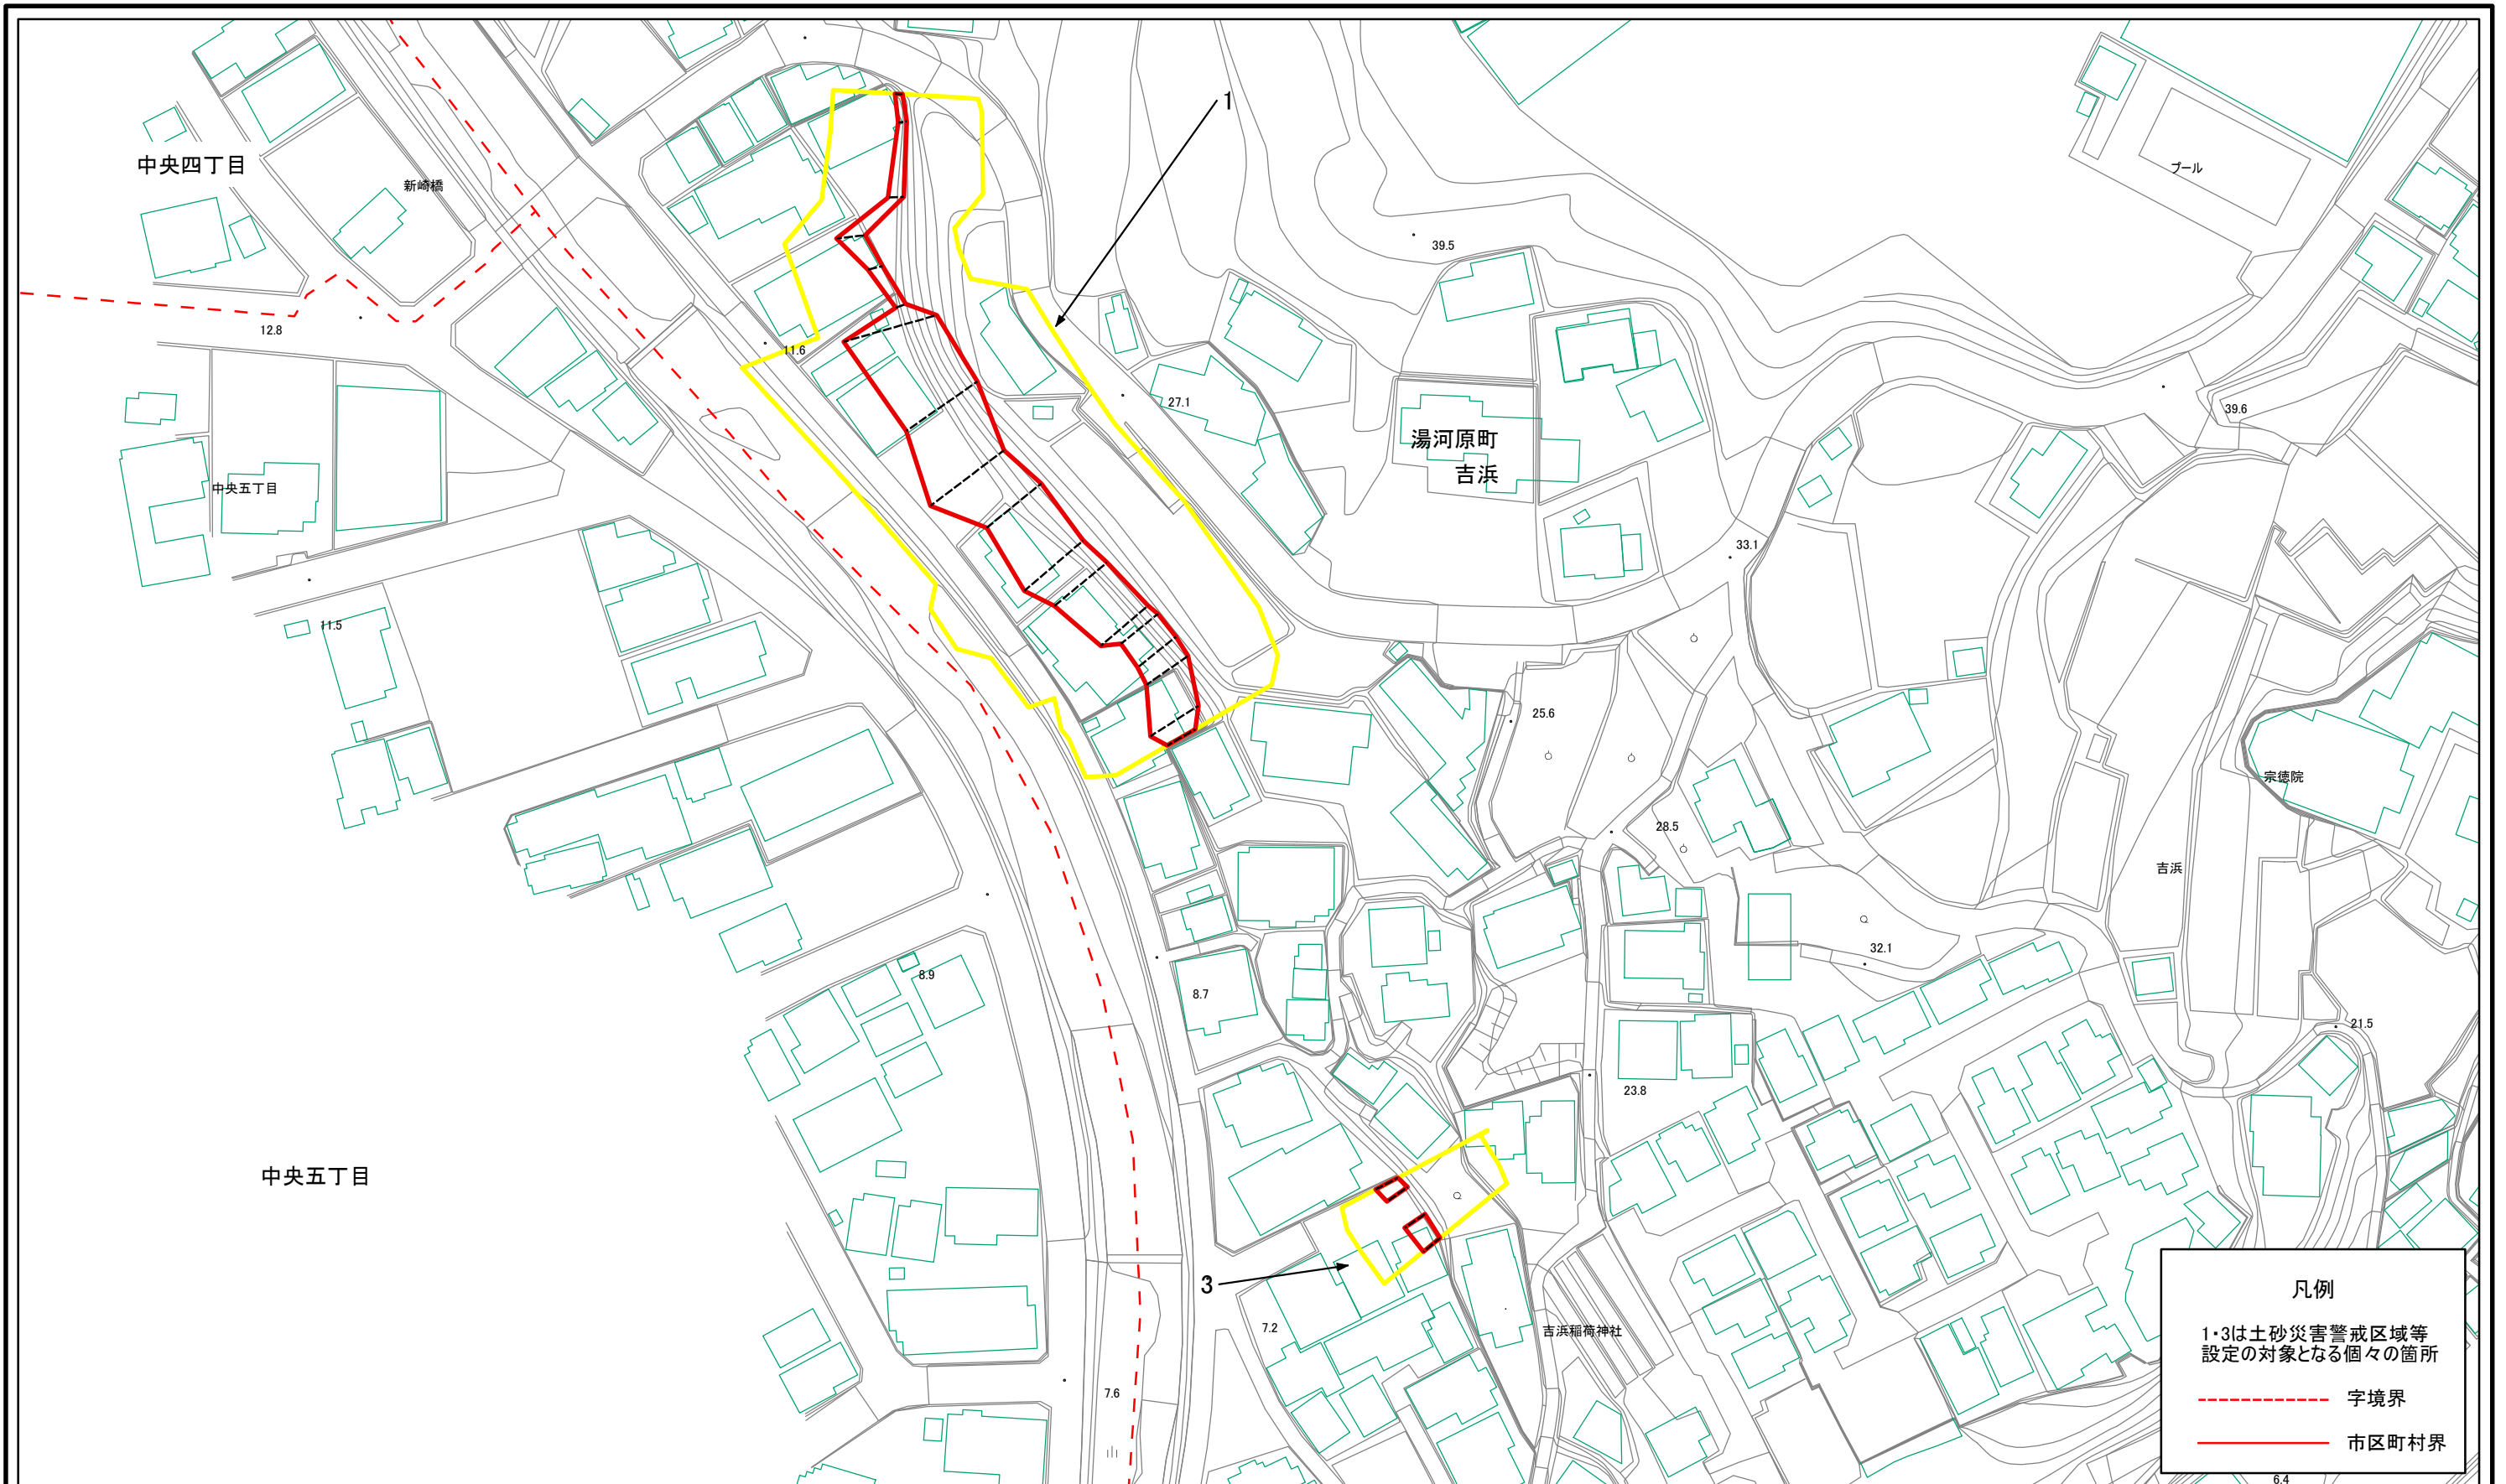 1
中央四丁目
新崎橋
プール
39.5
12.8
11.6
27.1
39.6
湯河原町
吉浜
中央五丁目
33.1
11.5
25.6
宗徳院
28.5
吉浜
32.1
8.9
8.7
21.5
23.8
中央五丁目
3
7.2
吉浜稲荷神社
7.6
凡例
1・3は土砂災害警戒区域等
設定の対象となる個々の箇所
字境界
市区町村界
6.4